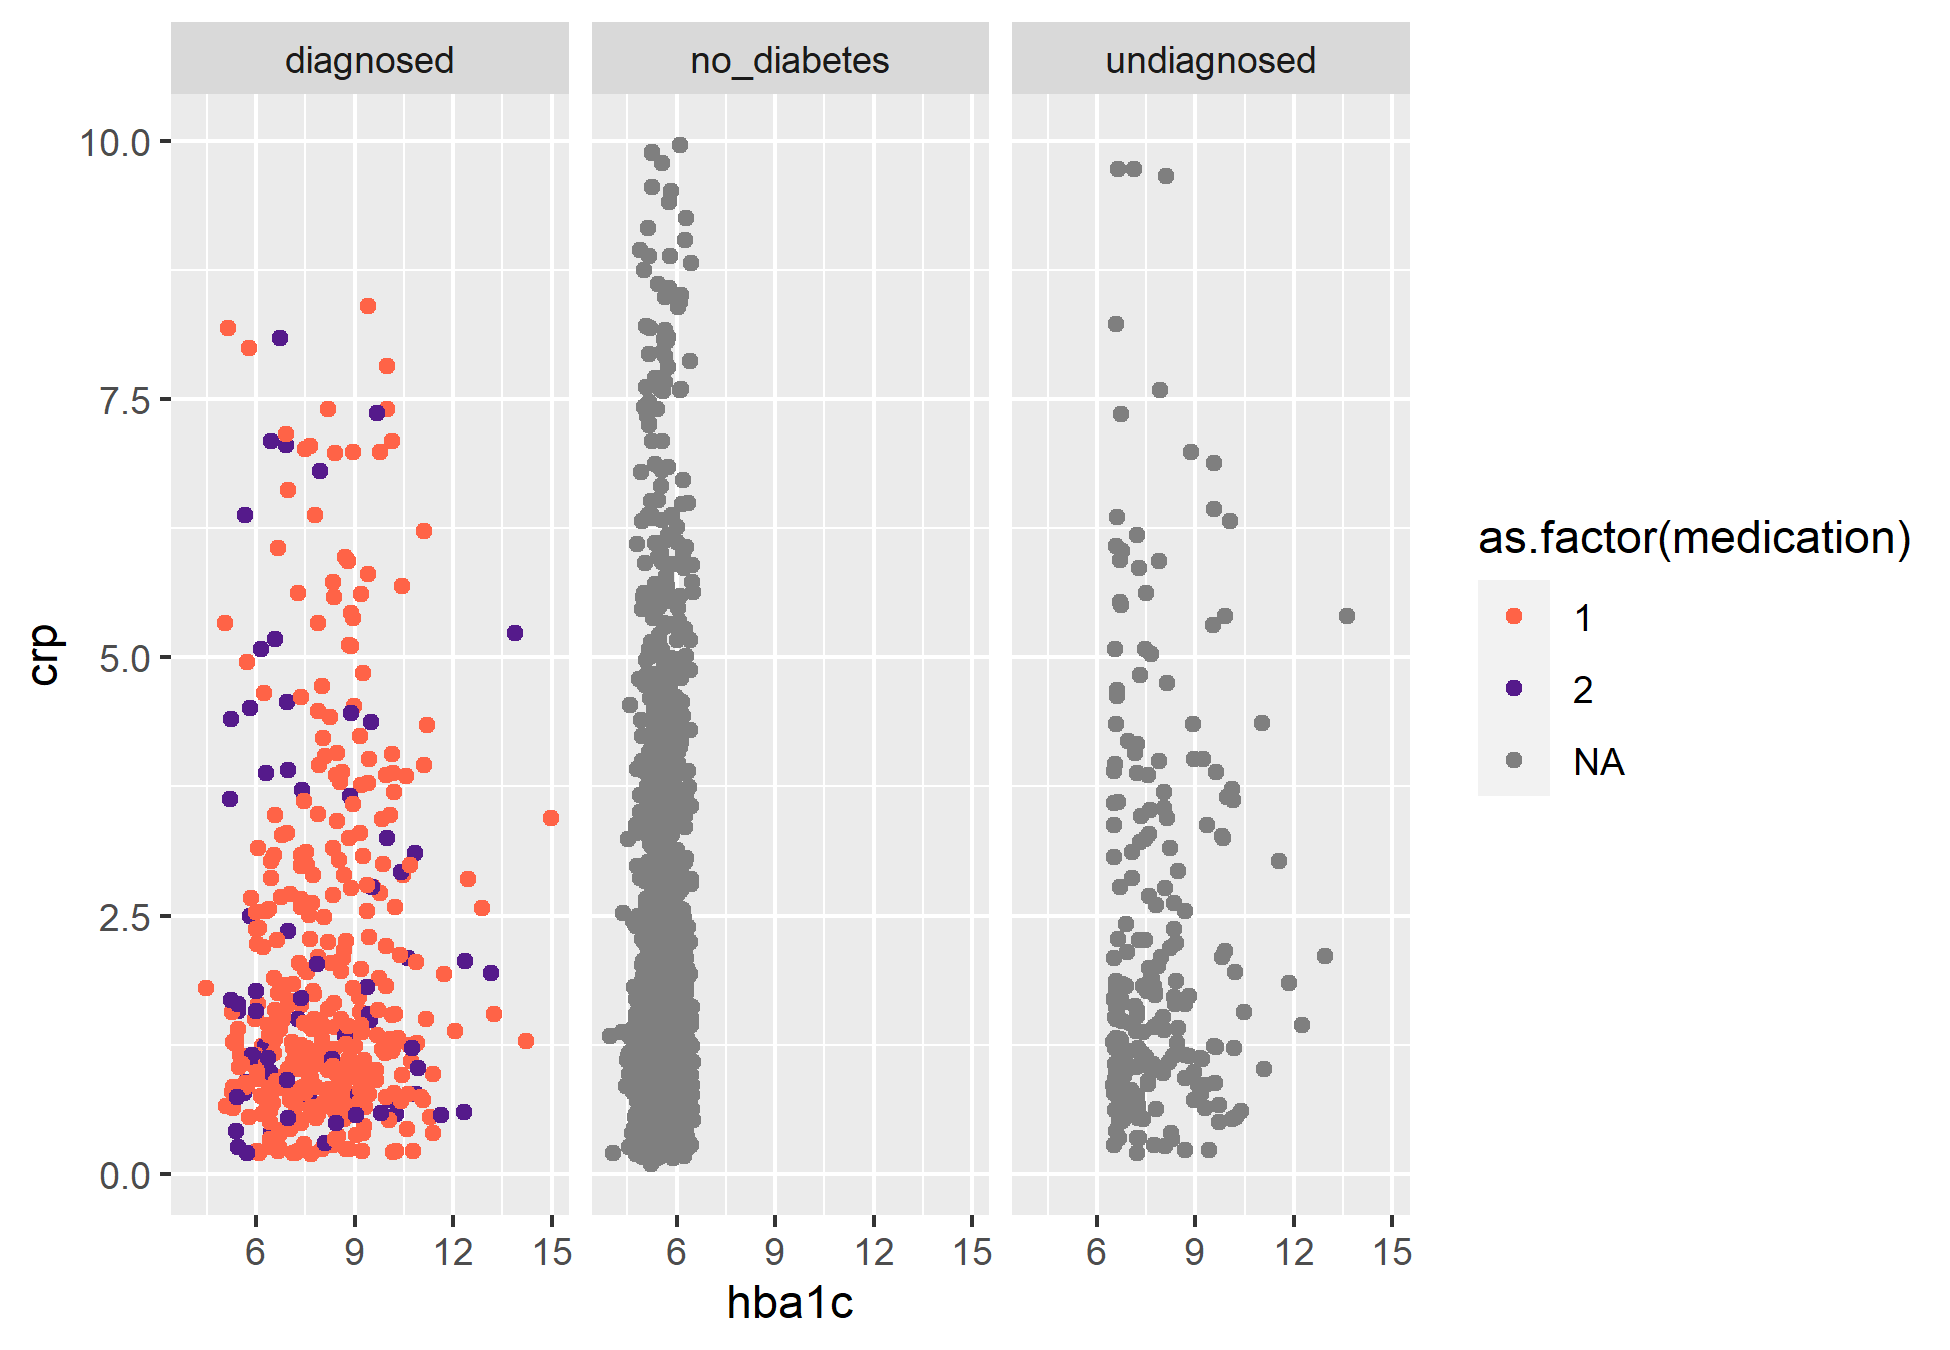 diagnosed no_diabetes undiagnosed
10.0
7.5
5.0
2.5
0.0
crp
6 9 12 15 6 9 12 15 6 9 12 15
hba1c
as.factor(medication)
1
2
NA